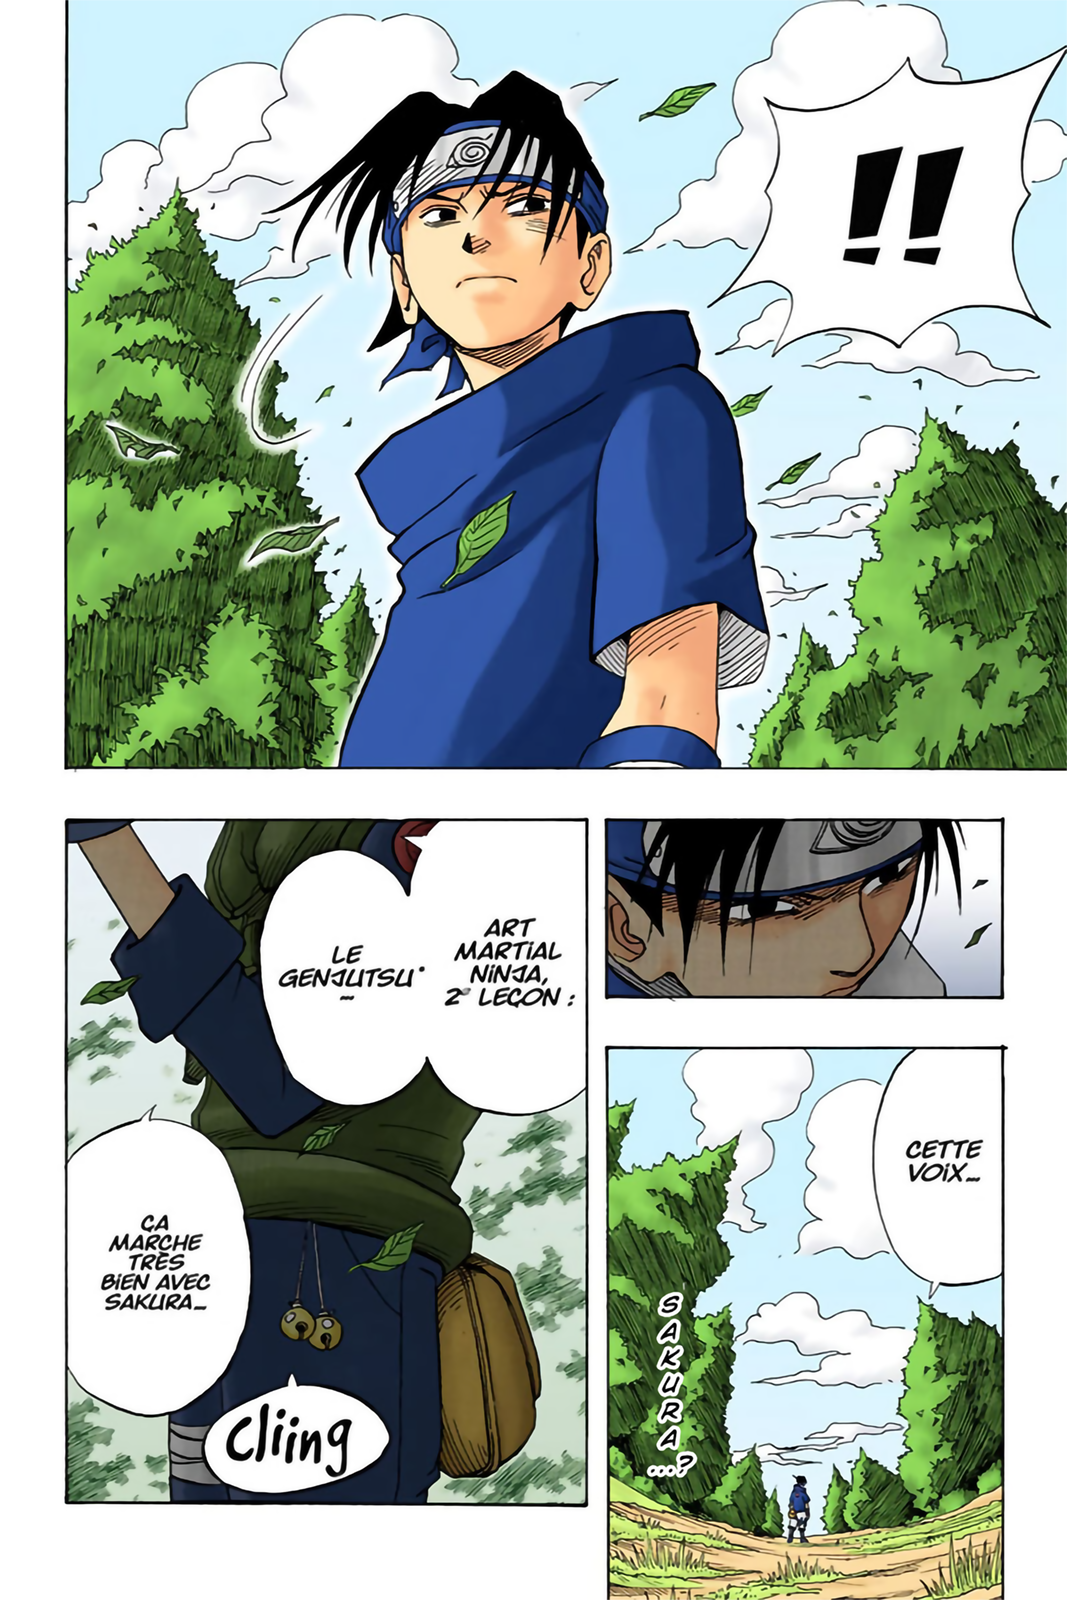 !!
CETTE
VOIX...
SAKURA...?
ART
MARTIAL
NINJA,
2e LEÇON :
LE
GENJUTSU*
...
ÇA
MARCHE
TRÈS
BIEN AVEC
SAKURA...
cliing